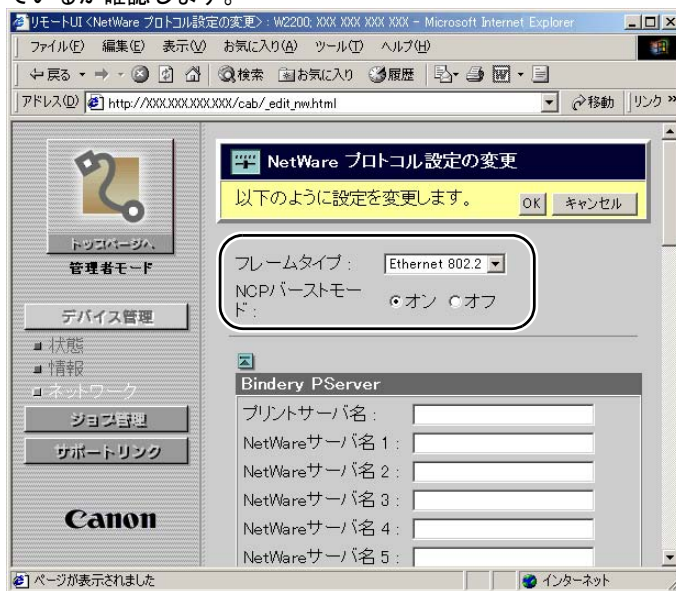 ているか確認します。
リモートUI <NetWare プロトコル設定の変更> : W2200; XXX XXX XXX XXX - Microsoft Internet Explorer
ファイル(F) 編集(E) 表示(V) お気に入り(A) ツール(T) ヘルプ(H)
戻る 検索 お気に入り 履歴
アドレス(D) http://XXX.XXX.XXX.XXX/cab/_edit_nw.html 移動 リンク »
NetWare プロトコル設定の変更
以下のように設定を変更します。 OK キャンセル
トップページへ
管理者モード
フレームタイプ : Ethernet 802.2
NCPバーストモー
ド : オン オフ
デバイス管理
状態
情報
ネットワーク
ジョブ管理
サポートリンク
Canon
Bindery PServer
プリントサーバ名 :
NetWareサーバ名 1 :
NetWareサーバ名 2 :
NetWareサーバ名 3 :
NetWareサーバ名 4 :
NetWareサーバ名 5 :
ページが表示されました インターネット